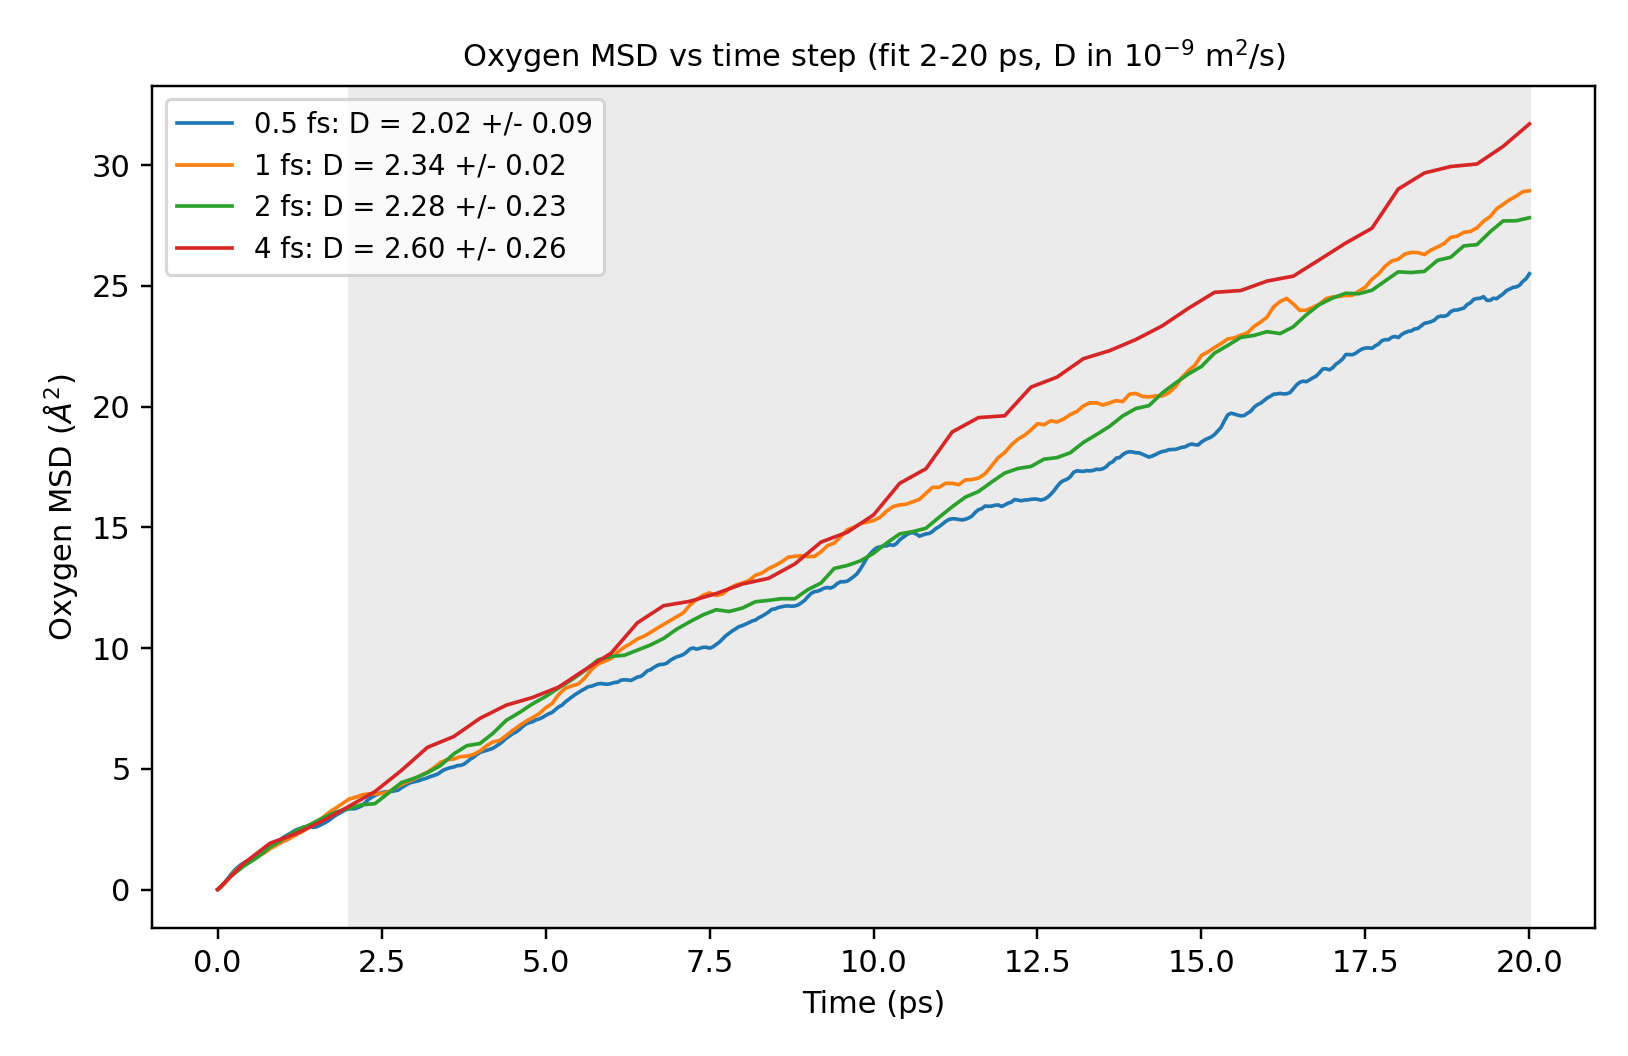 Oxygen MSD vs time step (fit 2-20 ps, D in 10⁻⁹ m²/s)
0.5 fs: D = 2.02 +/- 0.09
1 fs: D = 2.34 +/- 0.02
2 fs: D = 2.28 +/- 0.23
4 fs: D = 2.60 +/- 0.26
Oxygen MSD (Å²)
30
25
20
15
10
5
0
0.0 2.5 5.0 7.5 10.0 12.5 15.0 17.5 20.0
Time (ps)